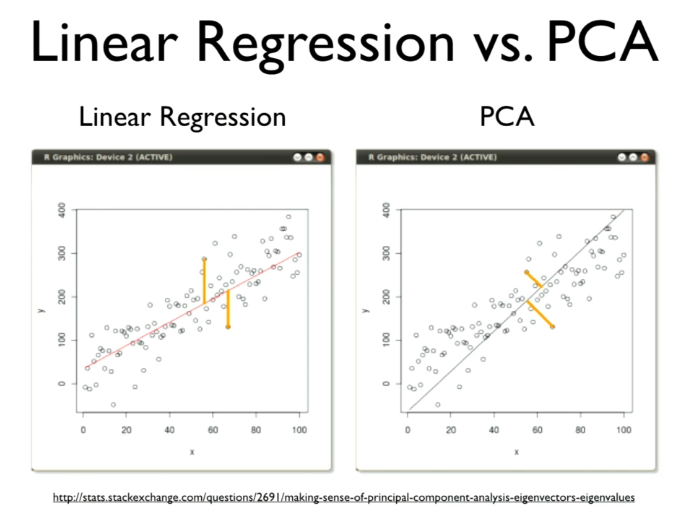 Linear Regression vs. PCA
Linear Regression
PCA
R Graphics: Device 2 (ACTIVE)
400
300
200
100
0
y
0 20 40 60 80 100
x
R Graphics: Device 2 (ACTIVE)
400
300
200
100
0
y
0 20 40 60 80 100
x
http://stats.stackexchange.com/questions/2691/making-sense-of-principal-component-analysis-eigenvectors-eigenvalues